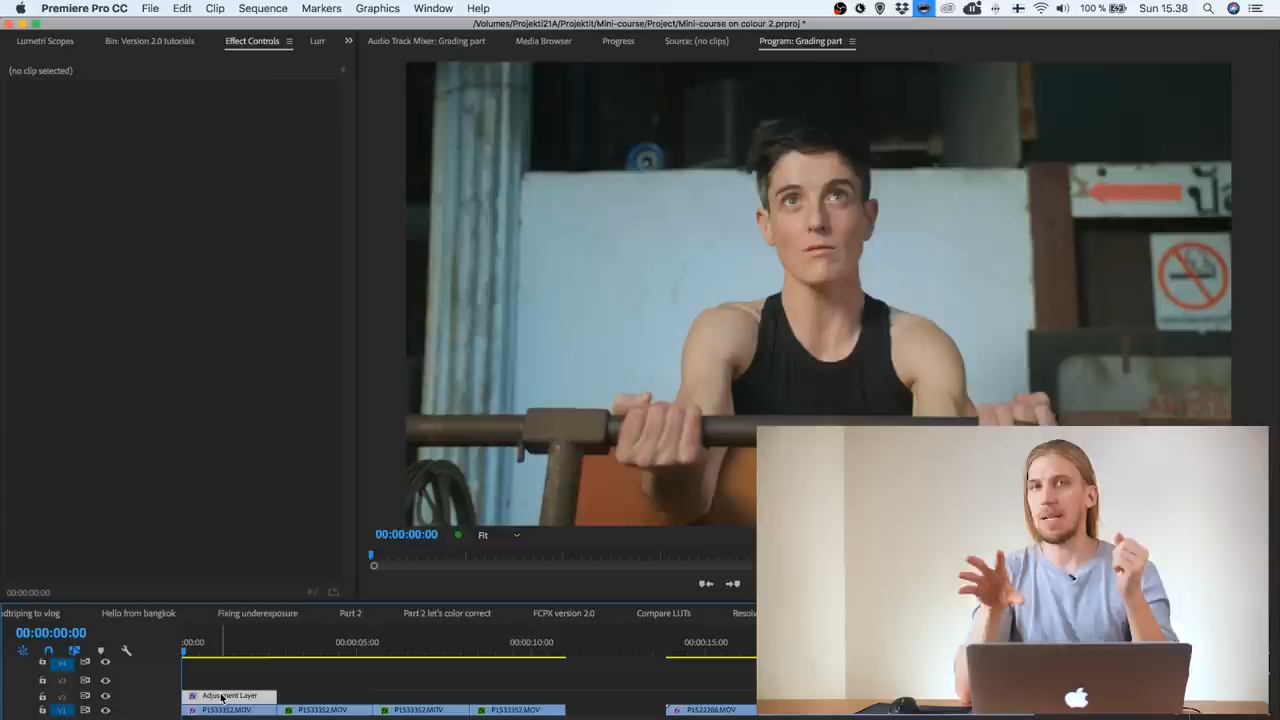 Premiere Pro CC File Edit Clip Sequence Markers Graphics Window Help 100 % Sun 15.38
/Volumes/Projekti21A/Projektit/Mini-course/Project/Mini-course on colour 2.prproj *
Lumetri Scopes Bin: Version 2.0 tutorials Effect Controls Lurr Audio Track Mixer: Grading part Media Browser Progress Source: (no clips) Program: Grading part
(no clip selected)
00:00:00:00 Fit
00:00:00:00
dtriping to vlog Hello from bangkok Fixing underexposure Part 2 Part 2 let's color correct FCPX version 2.0 Compare LUTs Resolv
00:00:00:00 :00:00 00:00:05:00 00:00:10:00 00:00:15:00
V4
V3
V2 Adjustment Layer
V1 P1533352.MOV P1533352.MOV P1533352.MOV P1533352.MOV P1522286.MOV